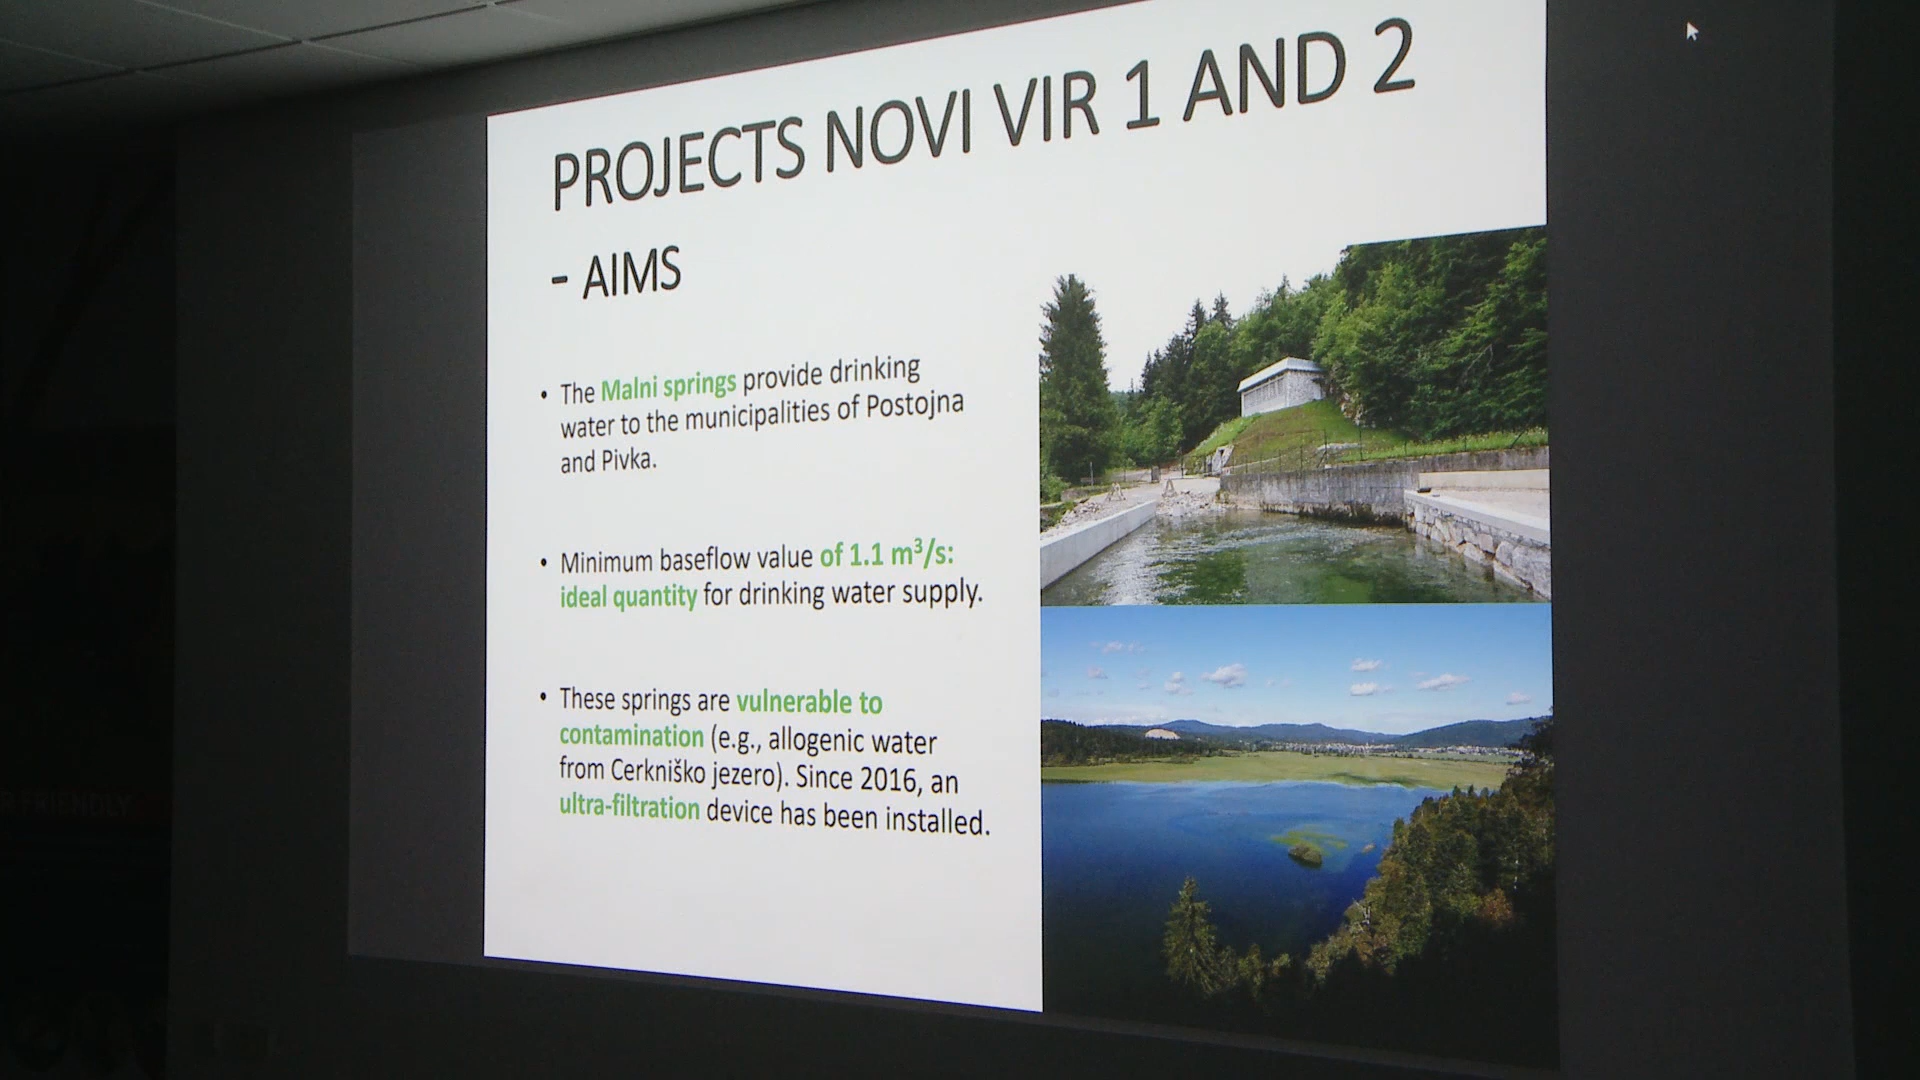 PROJECTS NOVI VIR 1 AND 2
- AIMS
• The Malni springs provide drinking
water to the municipalities of Postojna
and Pivka.
• Minimum baseflow value of 1.1 m³/s:
ideal quantity for drinking water supply.
• These springs are vulnerable to
contamination (e.g., allogenic water
from Cerkniško jezero). Since 2016, an
ultra-filtration device has been installed.
FRIENDLY